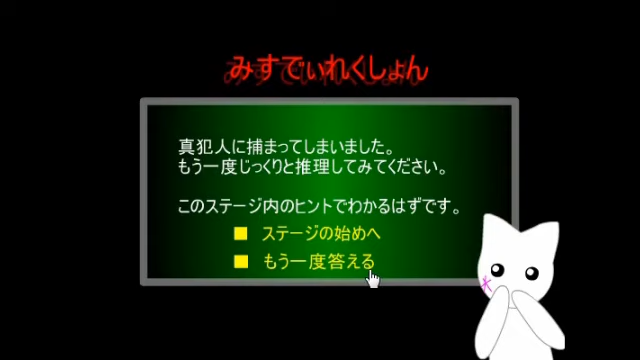 みすでぃれくしょん
真犯人に捕まってしまいました。
もう一度じっくりと推理してみてください。
このステージ内のヒントでわかるはずです。
■ ステージの始めへ
■ もう一度答える